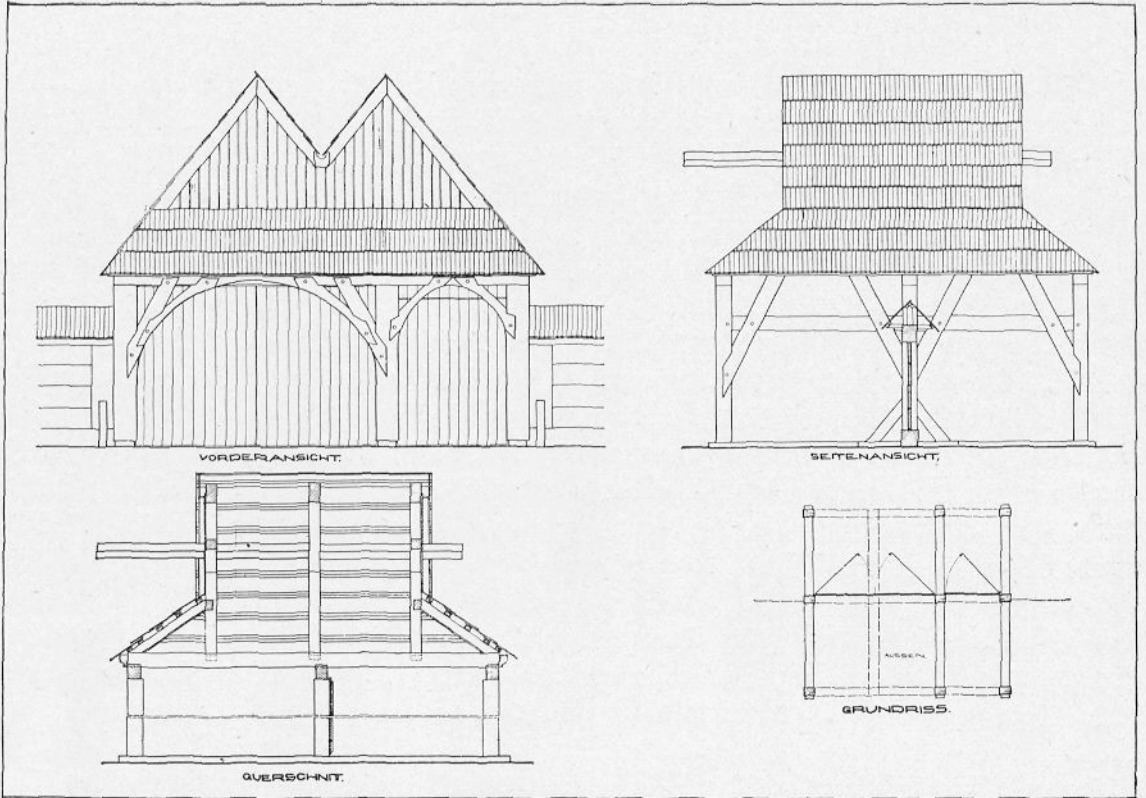 VORDERANSICHT.
SEITENANSICHT.
QUERSCHNIT.
AUSSEN.
GRUNDRISS.